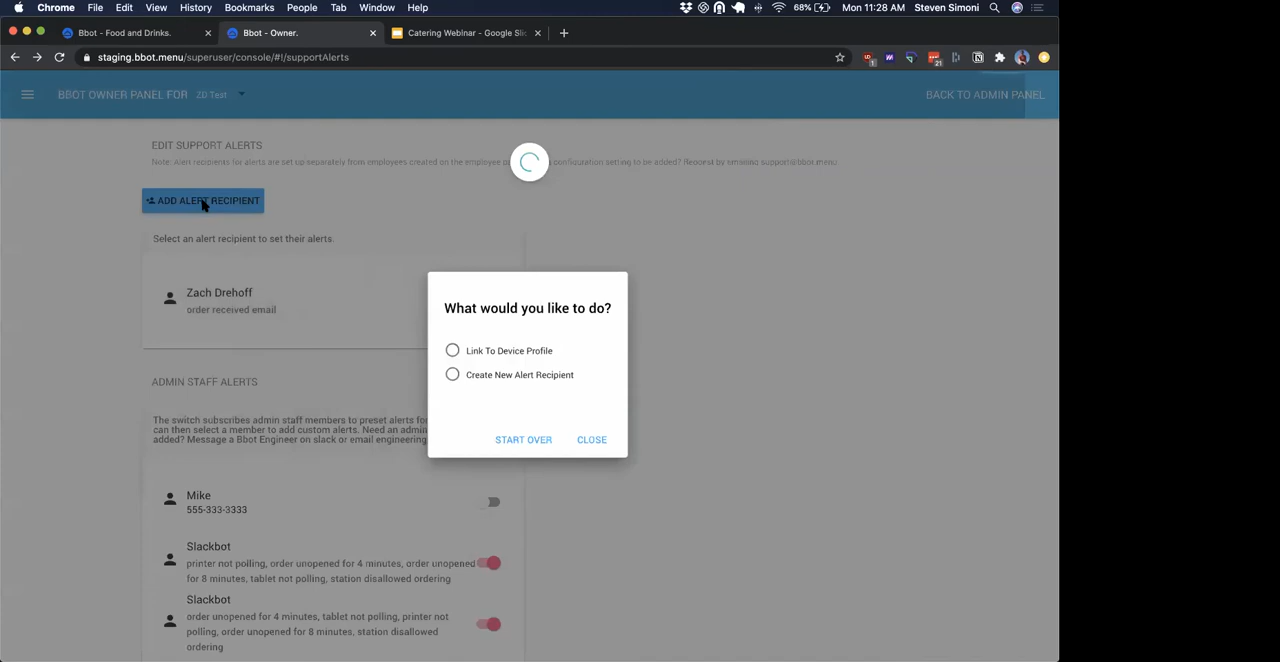 Chrome File Edit View History Bookmarks People Tab Window Help 68% Mon 11:28 AM Steven Simoni
Bbot - Food and Drinks. Bbot - Owner. Catering Webinar - Google Slic
staging.bbot.menu/superuser/console/#!/supportAlerts 1 21
BBOT OWNER PANEL FOR ZD Test BACK TO ADMIN PANEL
EDIT SUPPORT ALERTS
Note: Alert recipients for alerts are set up separately from employees created on the employee configuration setting to be added? Request by emailing support@bbot.menu
ADD ALERT RECIPIENT
Select an alert recipient to set their alerts.
Zach Drehoff
order received email
What would you like to do?
Link To Device Profile
Create New Alert Recipient
START OVER CLOSE
ADMIN STAFF ALERTS
The switch subscribes admin staff members to preset alerts for
can then select a member to add custom alerts. Need an admin
added? Message a Bbot Engineer on slack or email engineering
Mike
555-333-3333
Slackbot
printer not polling, order unopened for 4 minutes, order unopened
for 8 minutes, tablet not polling, station disallowed ordering
Slackbot
order unopened for 4 minutes, tablet not polling, printer not
polling, order unopened for 8 minutes, station disallowed
ordering